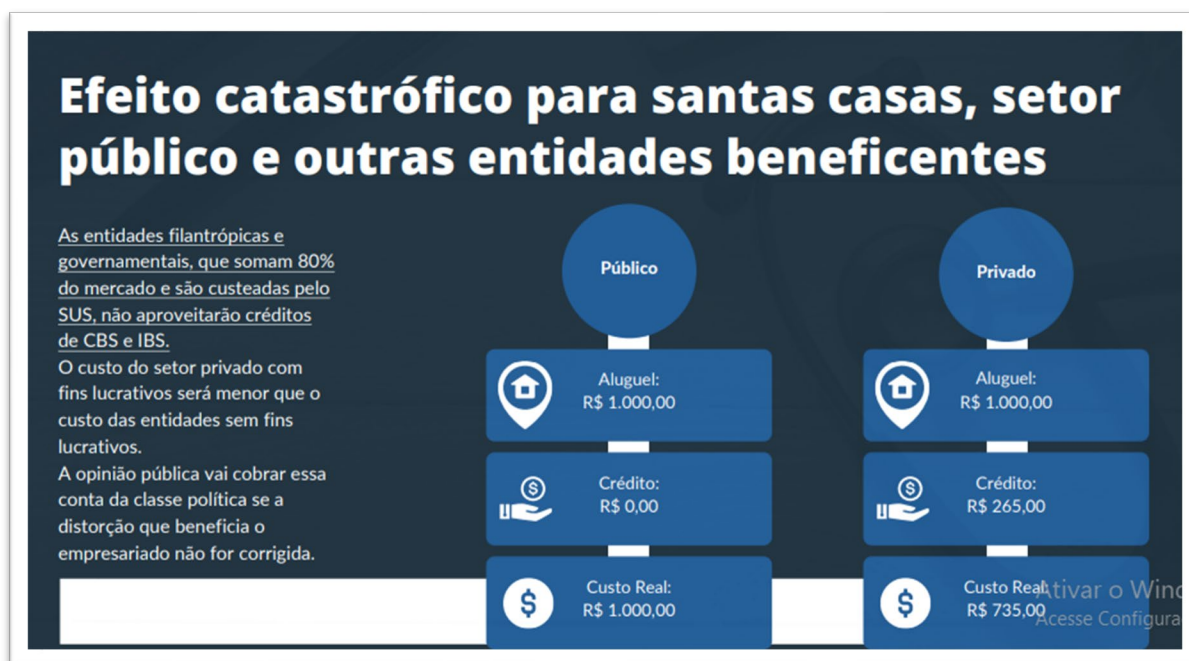 Efeito catastrófico para santas casas, setor
público e outras entidades beneficentes
As entidades filantrópicas e
governamentais, que somam 80%
do mercado e são custeadas pelo
SUS, não aproveitarão créditos
de CBS e IBS.
O custo do setor privado com
fins lucrativos será menor que o
custo das entidades sem fins
lucrativos.
A opinião pública vai cobrar essa
conta da classe política se a
distorção que beneficia o
empresariado não for corrigida.
Público
Aluguel:
R$ 1.000,00
Crédito:
R$ 0,00
Custo Real:
R$ 1.000,00
Privado
Aluguel:
R$ 1.000,00
Crédito:
R$ 265,00
Custo Real:
R$ 735,00
Ativar o Wind
Acesse Configura